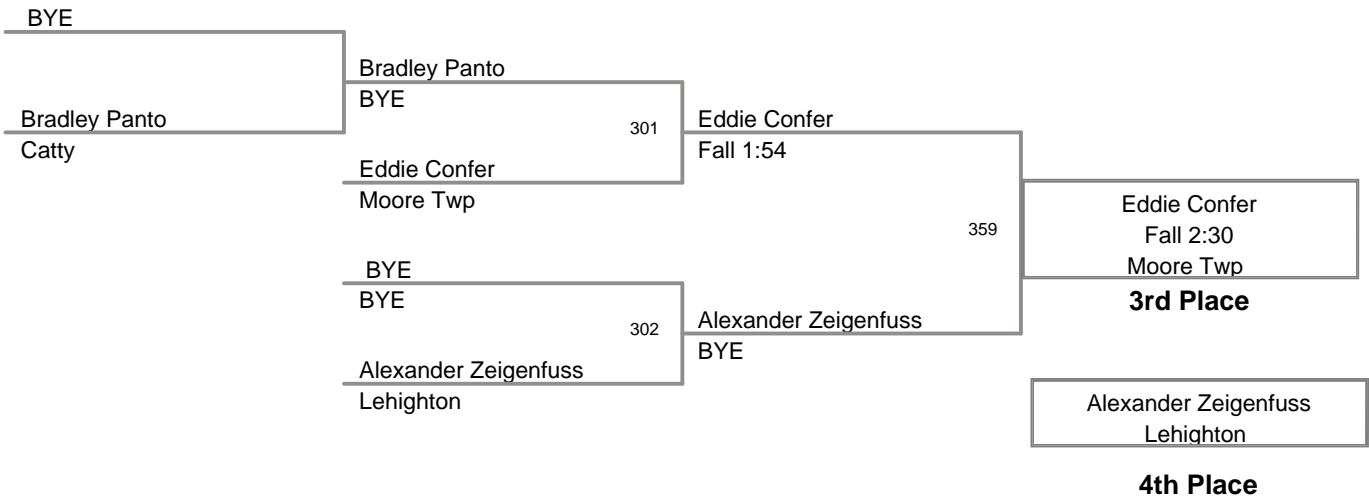 BYE
Bradley Panto
Catty
Bradley Panto
BYE
301
Eddie Confer
Moore Twp
BYE
BYE
302
Alexander Zeigenfuss
Lehighton
Eddie Confer
Fall 1:54
359
Alexander Zeigenfuss
BYE
Eddie Confer
Fall 2:30
Moore Twp
3rd Place
Alexander Zeigenfuss
Lehighton
4th Place